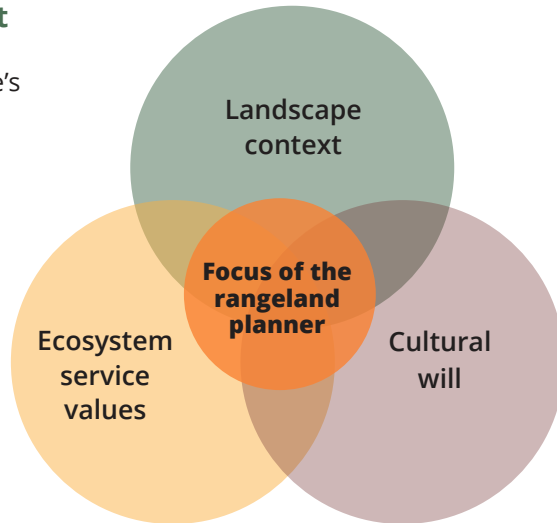 t
e's
Landscape
context
Focus of the
rangeland
planner
Ecosystem
service
values
Cultural
will